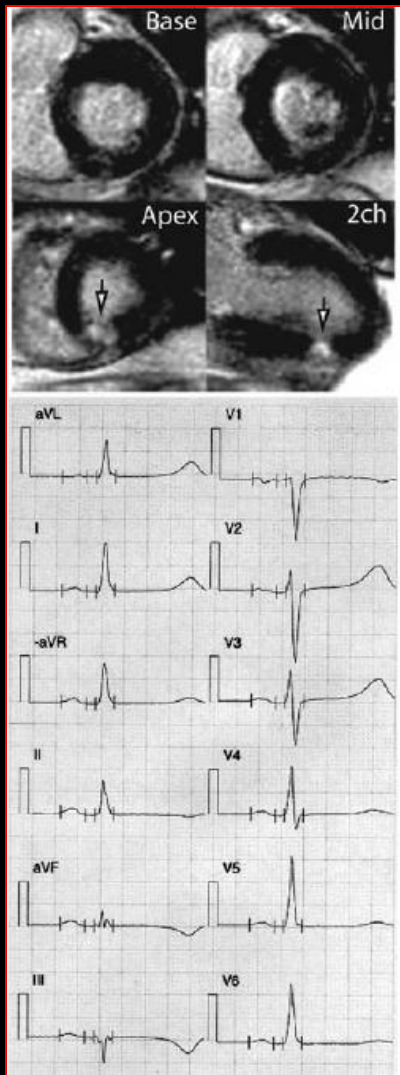 Base Mid
Apex 2ch
aVL V1
I V2
-aVR V3
II V4
aVF V5
III V6